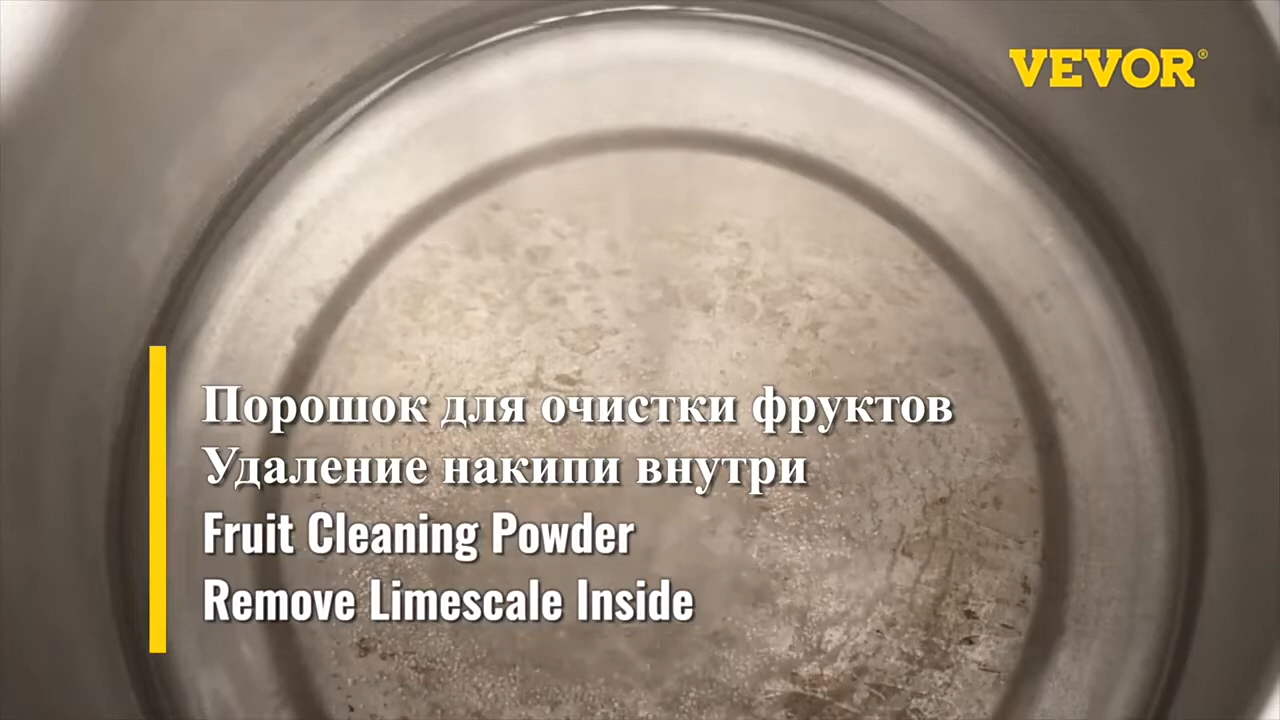 VEVOR®
Порошок для очистки фруктов
Удаление накипи внутри
Fruit Cleaning Powder
Remove Limescale Inside